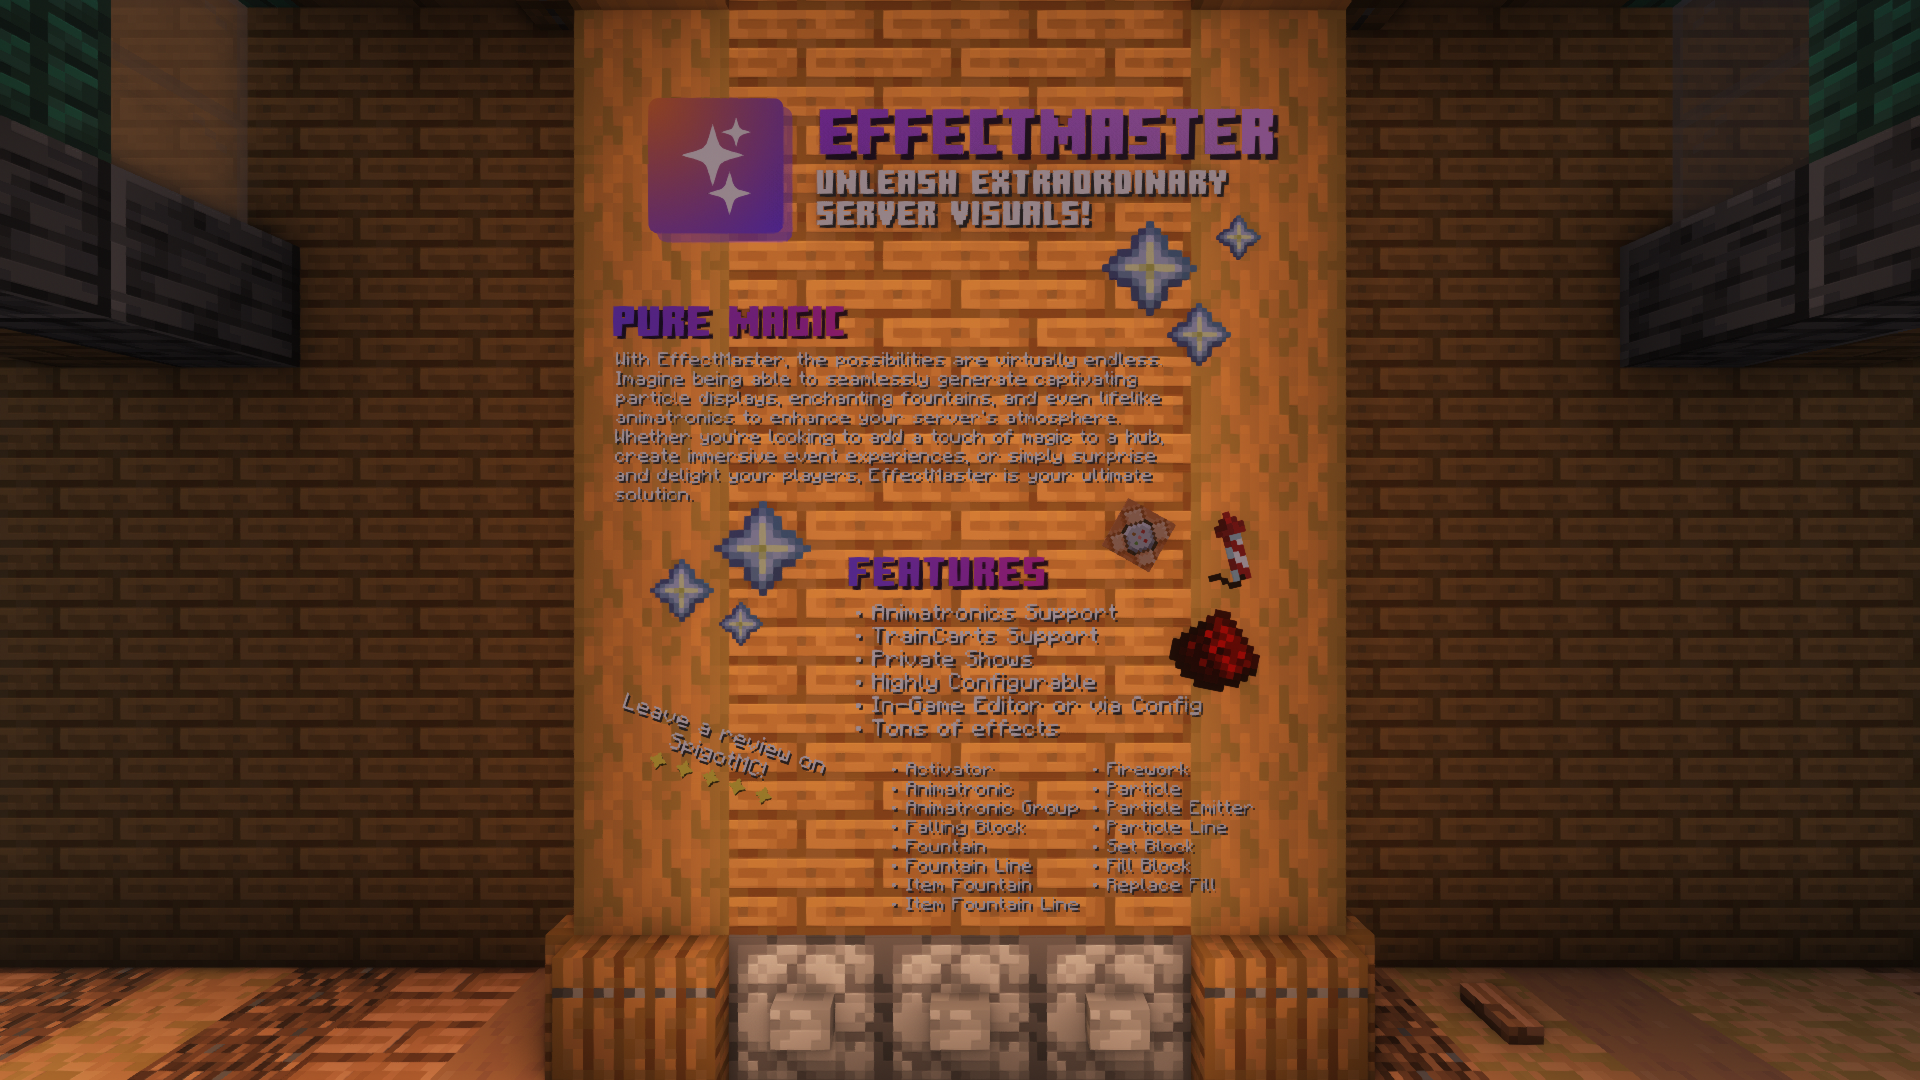 EFFECTMASTER
UNLEASH EXTRAORDINARY
SERVER VISUALS!
PURE MAGIC
With EffectMaster, the possibilities are virtually endless.
Imagine being able to seamlessly generate captivating
particle displays, enchanting fountains, and even lifelike
animatronics to enhance your server's atmosphere.
Whether you're looking to add a touch of magic to a hub,
create immersive event experiences, or simply surprise
and delight your players, EffectMaster is your ultimate
solution.
FEATURES
• Animatronics Support
• TrainCarts Support
• Private Shows
• Highly Configurable
• In-Game Editor or via Config
• Tons of effects
Leave a review on
SpigotMC!
• Activator
• Animatronic
• Animatronic Group
• Falling Block
• Fountain
• Fountain Line
• Item Fountain
• Item Fountain Line
• Firework
• Particle
• Particle Emitter
• Particle Line
• Set Block
• Fill Block
• Replace Fill